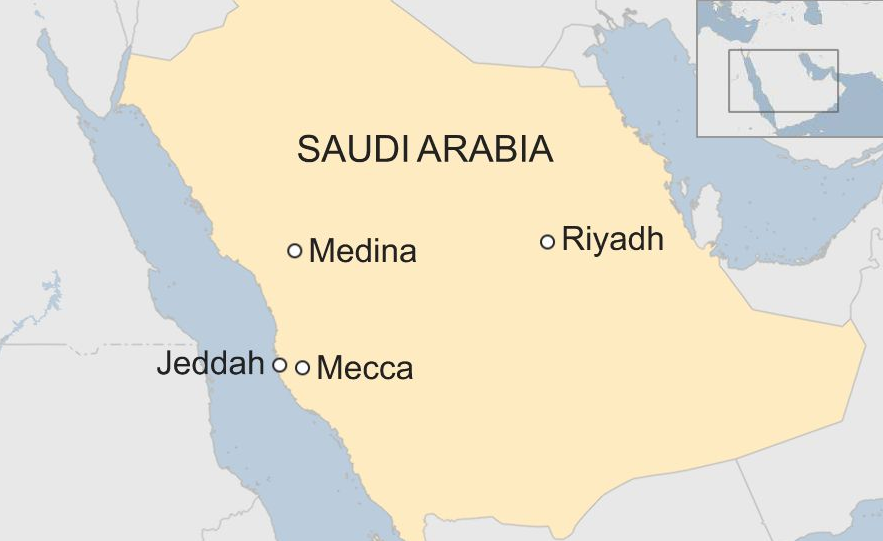 SAUDI ARABIA
Medina
Riyadh
Jeddah
Mecca